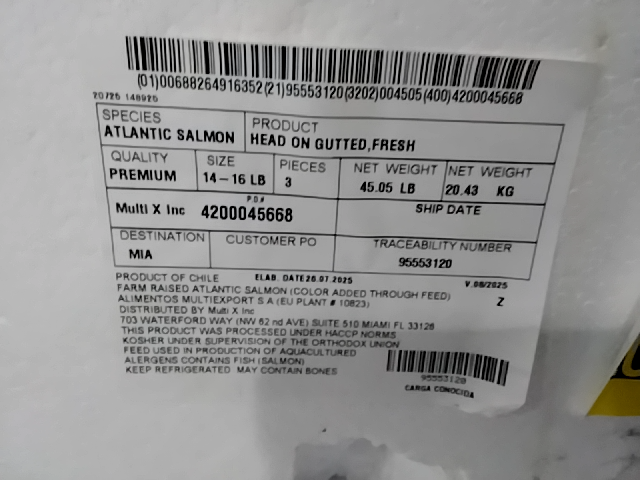 (01)00688264916352(21)95553120(3202)004505(400)4200045668
20726 148925
SPECIES
ATLANTIC SALMON
PRODUCT
HEAD ON GUTTED,FRESH
QUALITY
PREMIUM
SIZE
14-16 LB
PIECES
3
NET WEIGHT
45.05 LB
NET WEIGHT
20.43 KG
Multi X Inc
PO#
4200045668
SHIP DATE
DESTINATION
MIA
CUSTOMER PO
TRACEABILITY NUMBER
95553120
PRODUCT OF CHILE
ELAB. DATE26.07.2025
V.08/2025
FARM RAISED ATLANTIC SALMON (COLOR ADDED THROUGH FEED)
Z
ALIMENTOS MULTIEXPORT S A (EU PLANT # 10823)
DISTRIBUTED BY Multi X Inc
703 WATERFORD WAY (NW 62 nd AVE) SUITE 510 MIAMI FL 33126
THIS PRODUCT WAS PROCESSED UNDER HACCP NORMS
KOSHER UNDER SUPERVISION OF THE ORTHODOX UNION
FEED USED IN PRODUCTION OF AQUACULTURED
ALERGENS CONTAINS FISH (SALMON)
KEEP REFRIGERATED MAY CONTAIN BONES
95553120
CARGA CONOCIDA